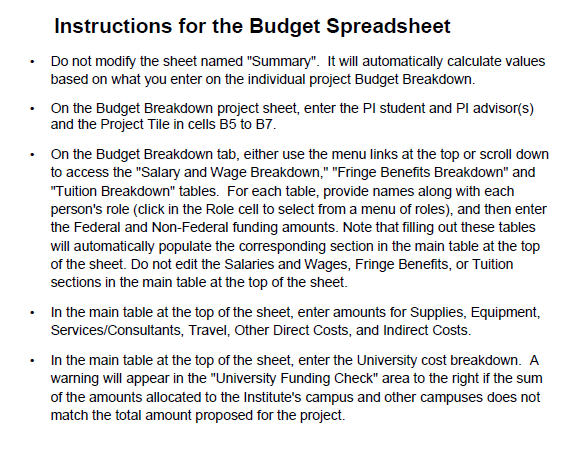 Instructions for the Budget Spreadsheet
• Do not modify the sheet named "Summary".  It will automatically calculate values
based on what you enter on the individual project Budget Breakdown.
• On the Budget Breakdown project sheet, enter the PI student and PI advisor(s)
and the Project Tile in cells B5 to B7.
• On the Budget Breakdown tab, either use the menu links at the top or scroll down
to access the "Salary and Wage Breakdown," "Fringe Benefits Breakdown" and
"Tuition Breakdown" tables.  For each table, provide names along with each
person's role (click in the Role cell to select from a menu of roles), and then enter
the Federal and Non-Federal funding amounts. Note that filling out these tables
will automatically populate the corresponding section in the main table at the top
of the sheet. Do not edit the Salaries and Wages, Fringe Benefits, or Tuition
sections in the main table at the top of the sheet.
• In the main table at the top of the sheet, enter amounts for Supplies, Equipment,
Services/Consultants, Travel, Other Direct Costs, and Indirect Costs.
• In the main table at the top of the sheet, enter the University cost breakdown.  A
warning will appear in the "University Funding Check" area to the right if the sum
of the amounts allocated to the Institute's campus and other campuses does not
match the total amount proposed for the project.